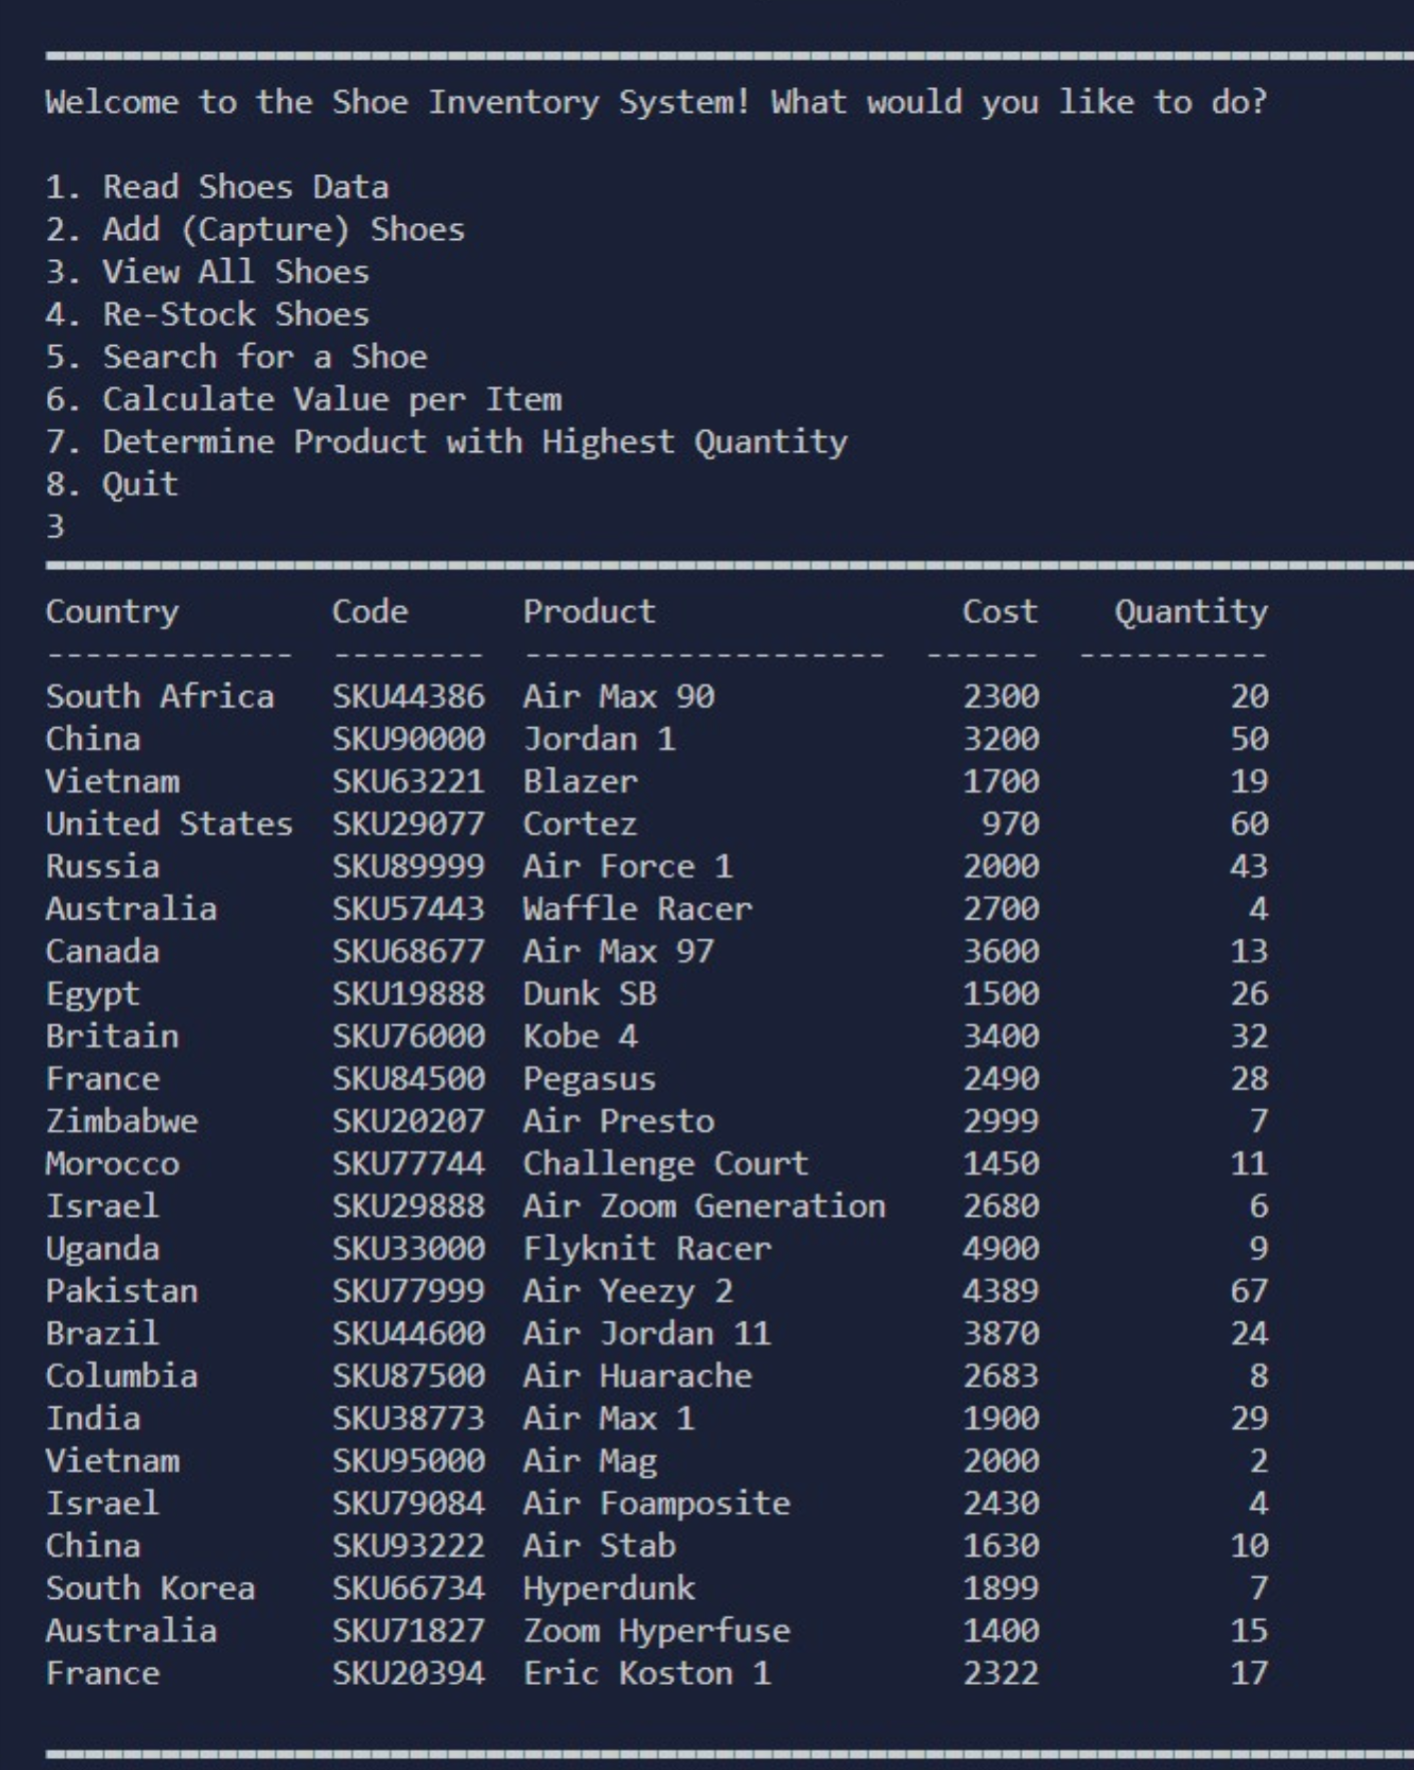 Welcome to the Shoe Inventory System! What would you like to do?
1. Read Shoes Data
2. Add (Capture) Shoes
3. View All Shoes
4. Re-Stock Shoes
5. Search for a Shoe
6. Calculate Value per Item
7. Determine Product with Highest Quantity
8. Quit
3
Country Code Product Cost Quantity
------------- -------- ------------------- ------ ----------
South Africa SKU44386 Air Max 90 2300 20
China SKU90000 Jordan 1 3200 50
Vietnam SKU63221 Blazer 1700 19
United States SKU29077 Cortez 970 60
Russia SKU89999 Air Force 1 2000 43
Australia SKU57443 Waffle Racer 2700 4
Canada SKU68677 Air Max 97 3600 13
Egypt SKU19888 Dunk SB 1500 26
Britain SKU76000 Kobe 4 3400 32
France SKU84500 Pegasus 2490 28
Zimbabwe SKU20207 Air Presto 2999 7
Morocco SKU77744 Challenge Court 1450 11
Israel SKU29888 Air Zoom Generation 2680 6
Uganda SKU33000 Flyknit Racer 4900 9
Pakistan SKU77999 Air Yeezy 2 4389 67
Brazil SKU44600 Air Jordan 11 3870 24
Columbia SKU87500 Air Huarache 2683 8
India SKU38773 Air Max 1 1900 29
Vietnam SKU95000 Air Mag 2000 2
Israel SKU79084 Air Foamposite 2430 4
China SKU93222 Air Stab 1630 10
South Korea SKU66734 Hyperdunk 1899 7
Australia SKU71827 Zoom Hyperfuse 1400 15
France SKU20394 Eric Koston 1 2322 17